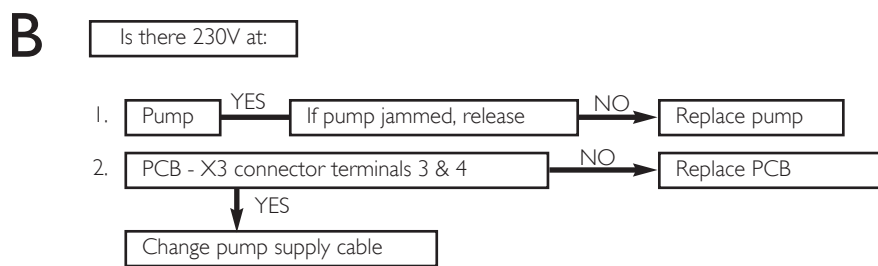 B
Is there 230V at:
1. Pump YES If pump jammed, release NO Replace pump
2. PCB - X3 connector terminals 3 & 4 NO Replace PCB
YES
Change pump supply cable